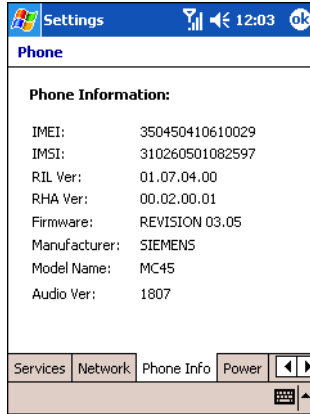 Settings 12:03 ok
Phone
Phone Information:
IMEI: 350450410610029
IMSI: 310260501082597
RIL Ver: 01.07.04.00
RHA Ver: 00.02.00.01
Firmware: REVISION 03.05
Manufacturer: SIEMENS
Model Name: MC45
Audio Ver: 1807
Services Network Phone Info Power